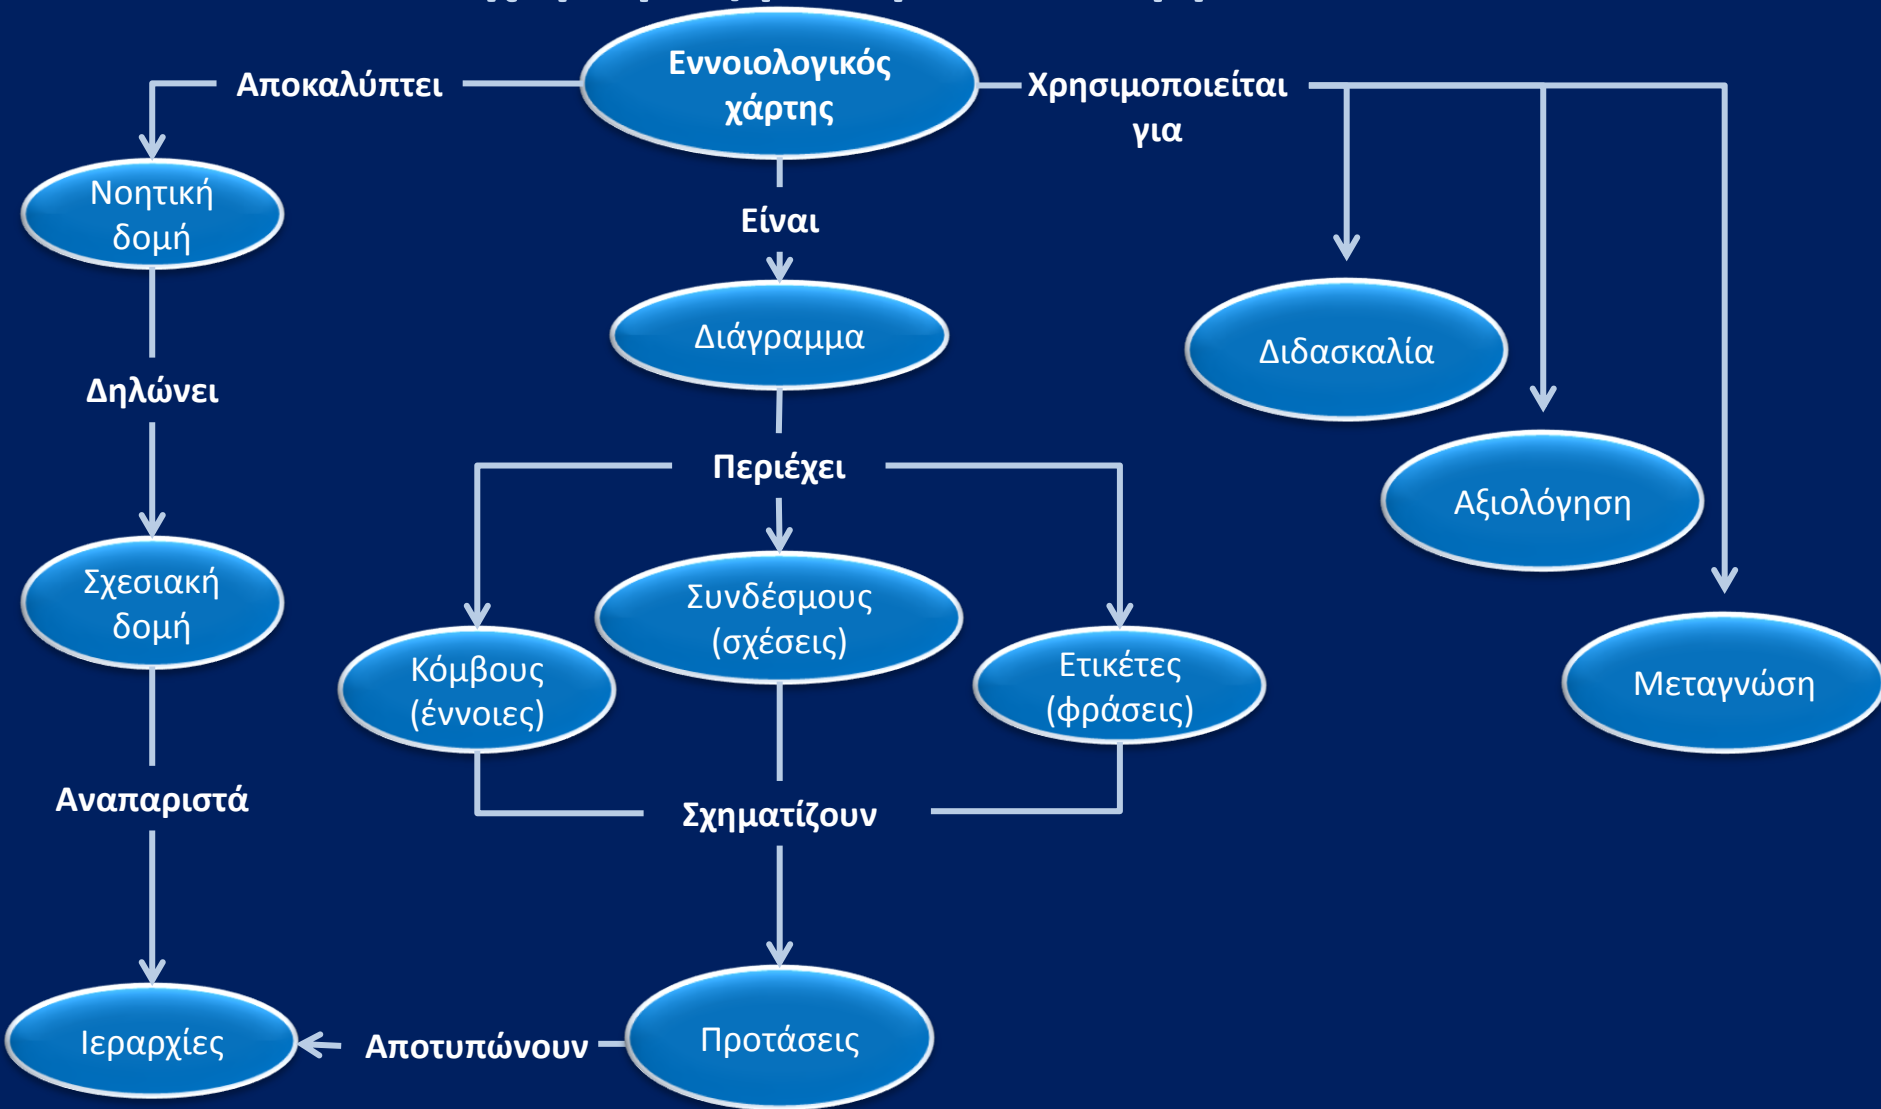 Εννοιολογικός
χάρτης
Αποκαλύπτει
Χρησιμοποιείται
για
Νοητική
δομή
Είναι
Διάγραμμα
Διδασκαλία
Δηλώνει
Περιέχει
Αξιολόγηση
Σχεσιακή
δομή
Συνδέσμους
(σχέσεις)
Κόμβους
(έννοιες)
Ετικέτες
(φράσεις)
Μεταγνώση
Αναπαριστά
Σχηματίζουν
Ιεραρχίες
Αποτυπώνουν
Προτάσεις